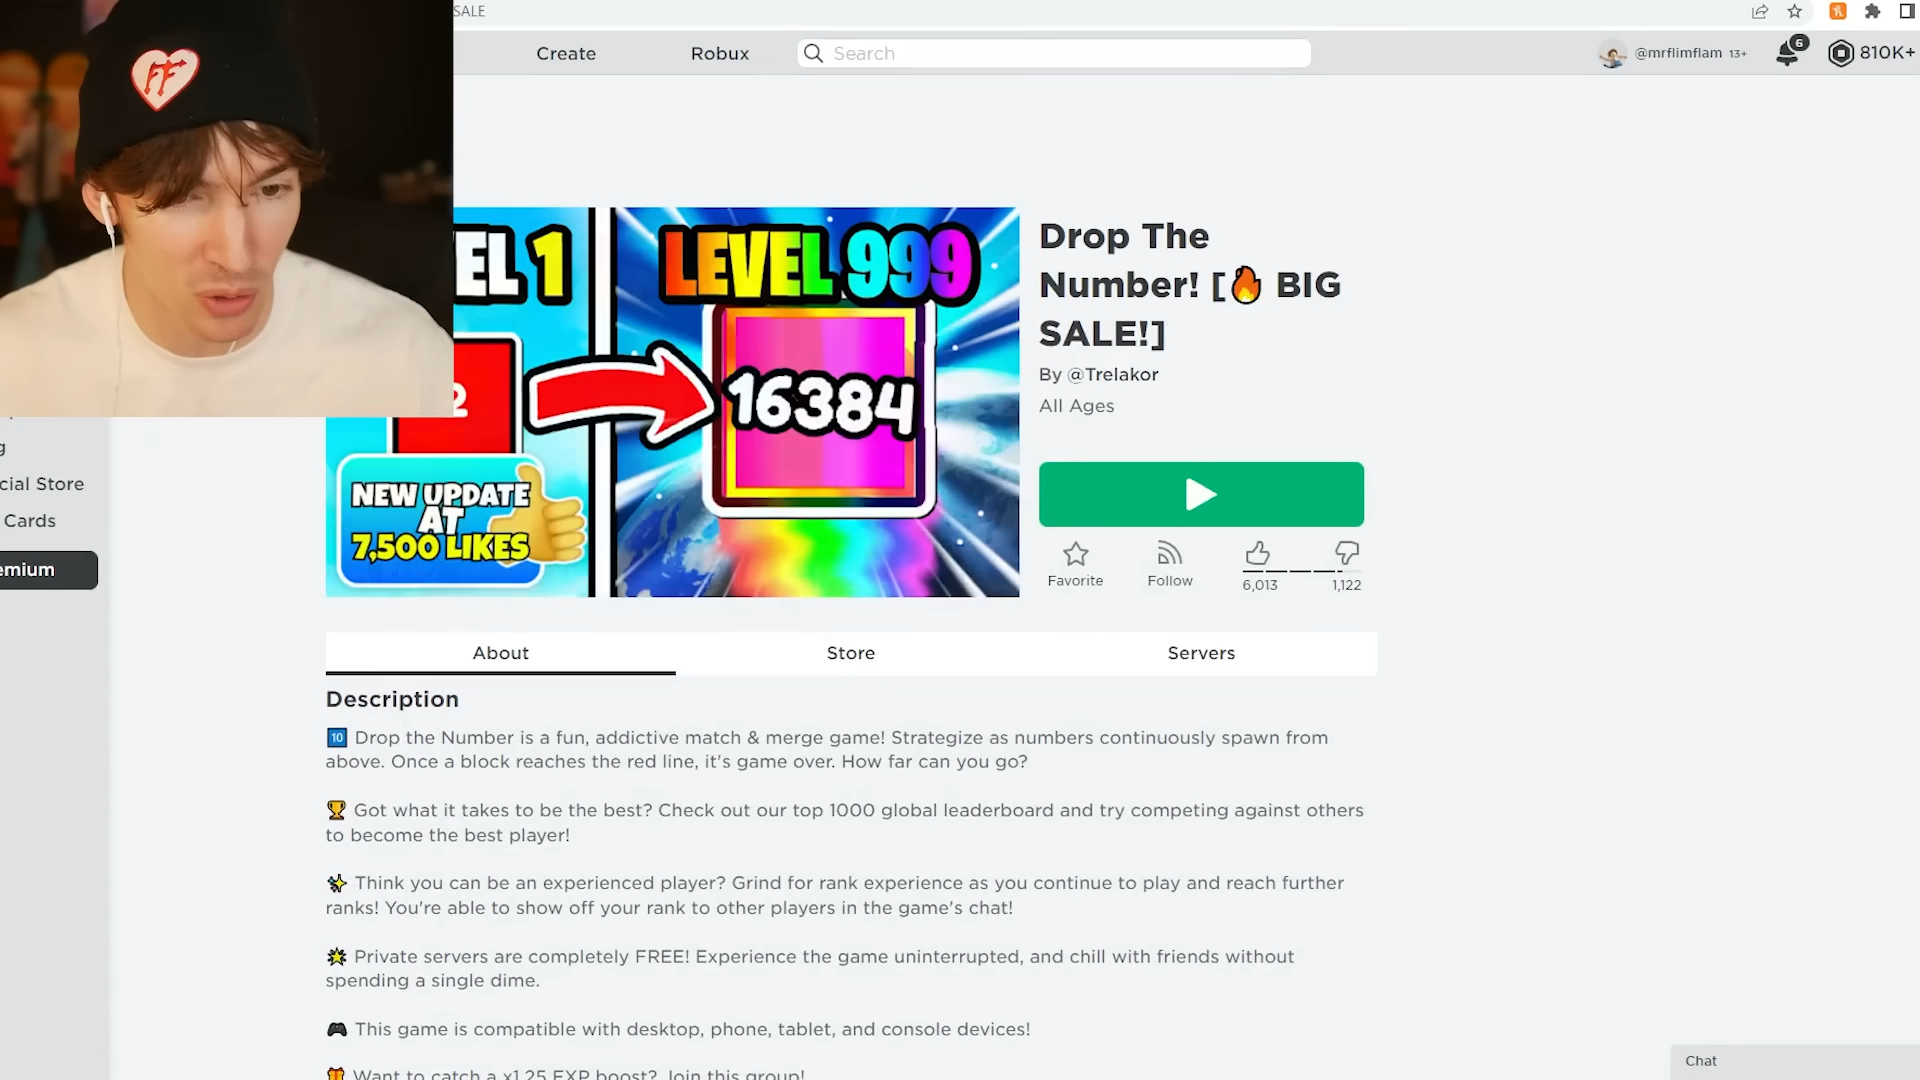 SALE
Create
Robux
Search
@mrflimflam 13+
6
810K+
FF
EL 1
LEVEL 999
2
16384
NEW UPDATE
AT
7,500 LIKES
Drop The
Number! [🔥 BIG
SALE!]
By @Trelakor
All Ages
Favorite
Follow
6,013
1,122
g
cial Store
Cards
emium
About
Store
Servers
Description
🔟 Drop the Number is a fun, addictive match & merge game! Strategize as numbers continuously spawn from
above. Once a block reaches the red line, it's game over. How far can you go?
🏆 Got what it takes to be the best? Check out our top 1000 global leaderboard and try competing against others
to become the best player!
✨ Think you can be an experienced player? Grind for rank experience as you continue to play and reach further
ranks! You're able to show off your rank to other players in the game's chat!
🌟 Private servers are completely FREE! Experience the game uninterrupted, and chill with friends without
spending a single dime.
🎮 This game is compatible with desktop, phone, tablet, and console devices!
🎁 Want to catch a x1.25 EXP boost? Join this group!
Chat